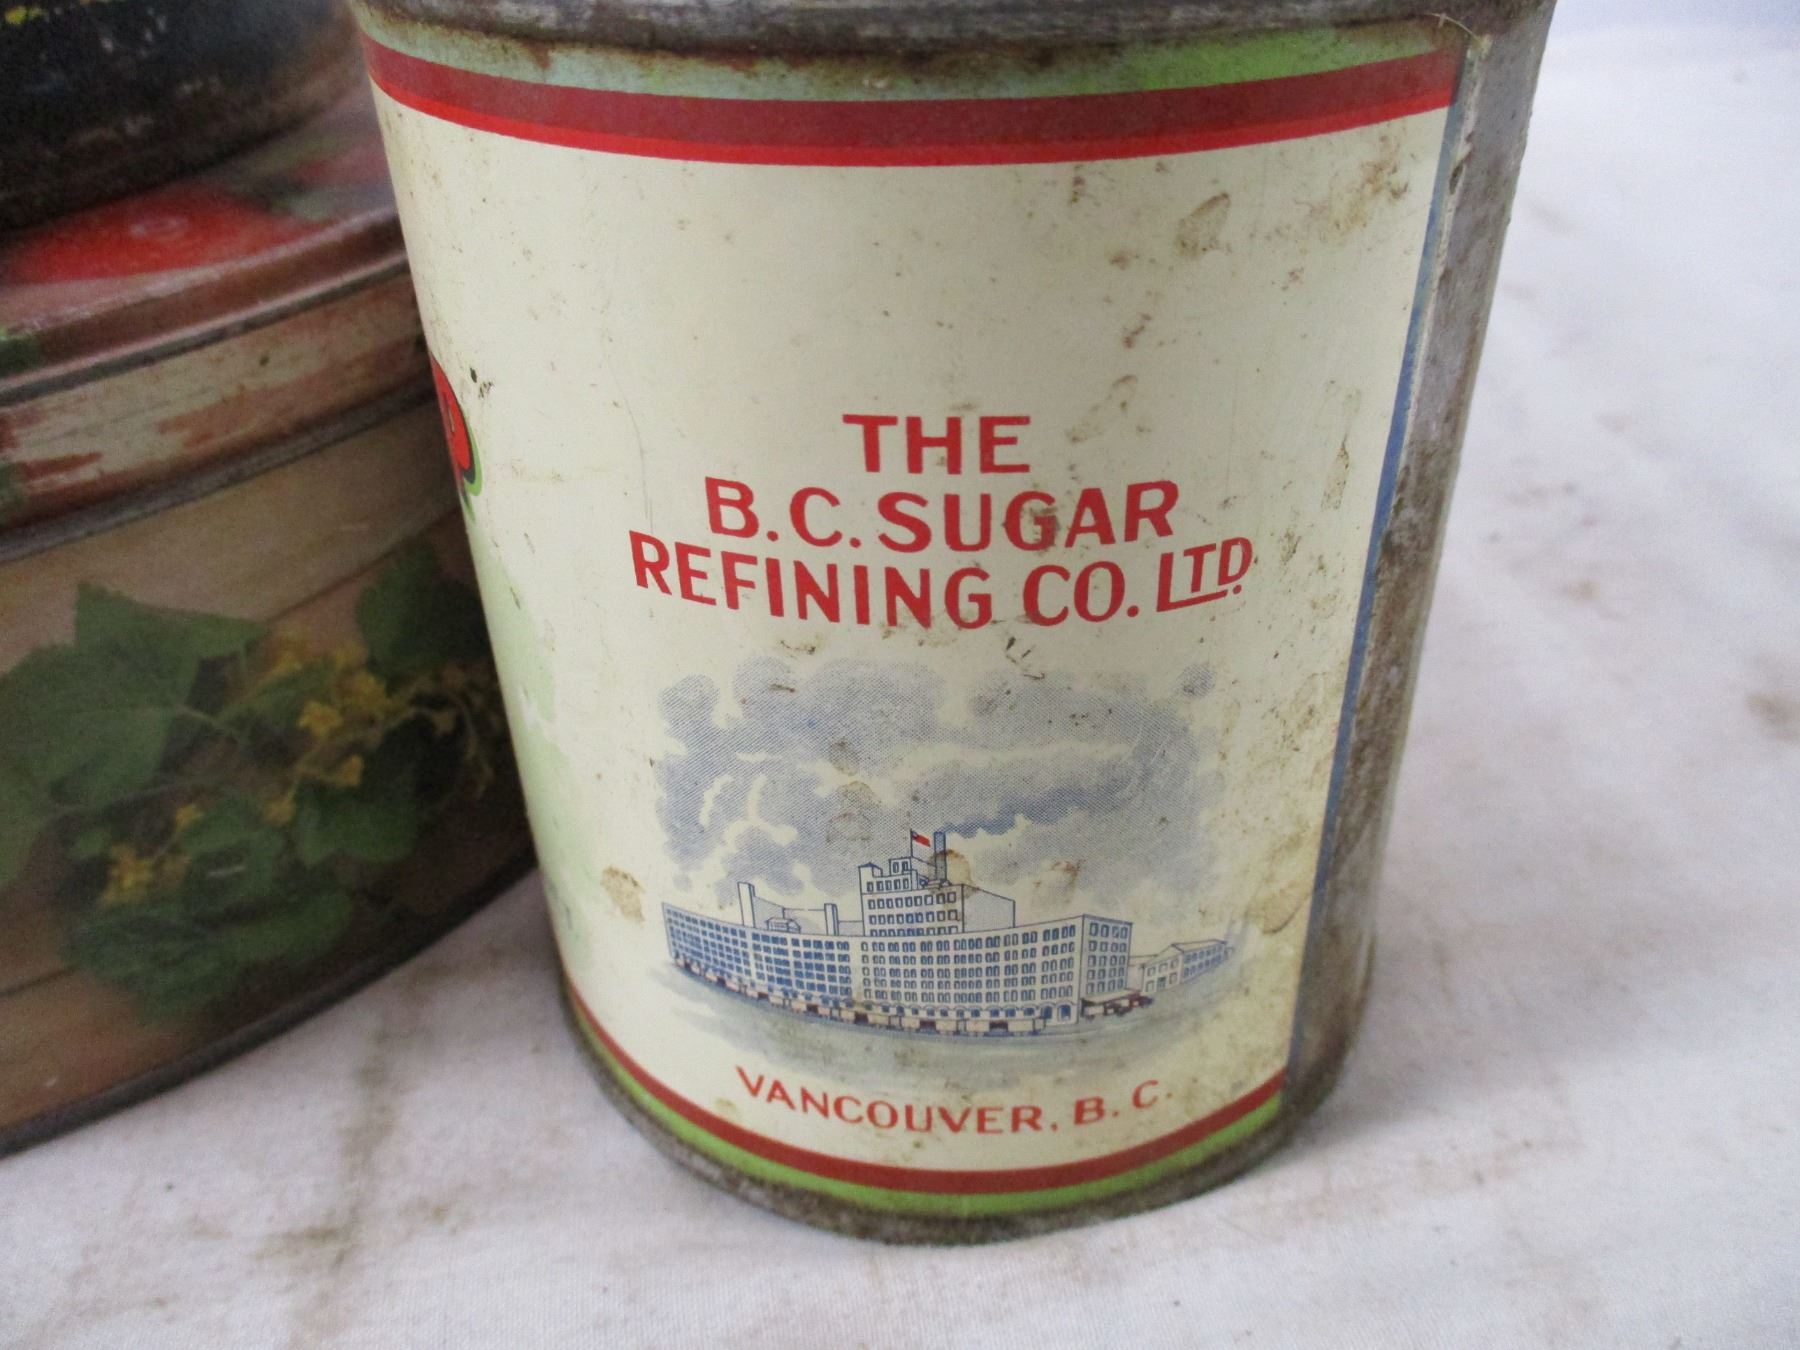 THE
B.C. SUGAR
REFINING CO. LTD.
VANCOUVER, B.C.